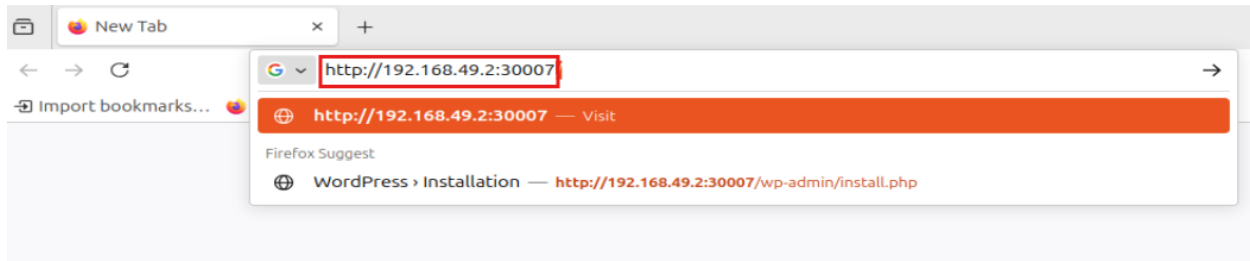 New Tab
http://192.168.49.2:30007
Import bookmarks...
http://192.168.49.2:30007 — Visit
Firefox Suggest
WordPress › Installation — http://192.168.49.2:30007/wp-admin/install.php